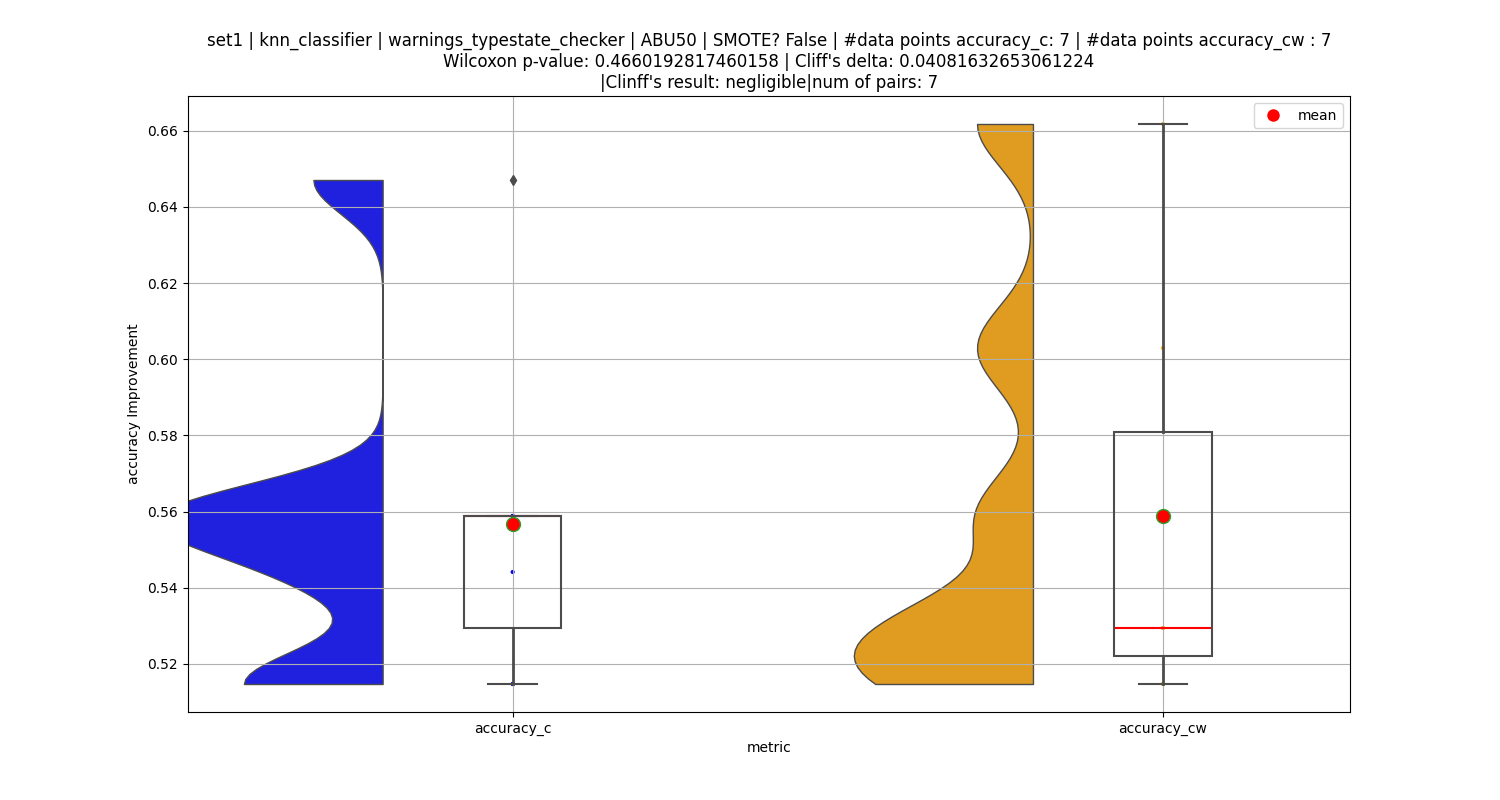 set1 | knn_classifier | warnings_typestate_checker | ABU50 | SMOTE? False | #data points accuracy_c: 7 | #data points accuracy_cw : 7
Wilcoxon p-value: 0.4660192817460158 | Cliff's delta: 0.04081632653061224
|Clinff's result: negligible|num of pairs: 7
mean
0.66
0.64
0.62
0.60
0.58
0.56
0.54
0.52
accuracy Improvement
accuracy_c
accuracy_cw
metric